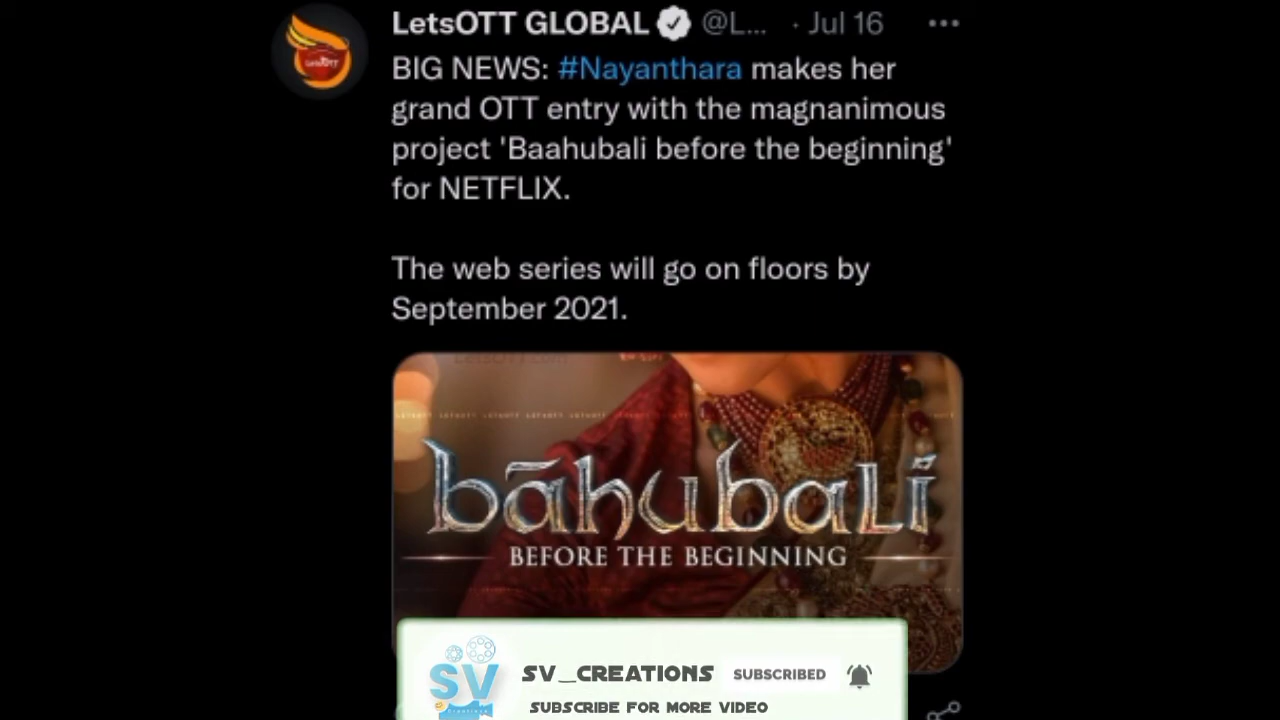 LetsOTT GLOBAL @L... · Jul 16
BIG NEWS: #Nayanthara makes her
grand OTT entry with the magnanimous
project 'Baahubali before the beginning'
for NETFLIX.
The web series will go on floors by
September 2021.
bāhubali
BEFORE THE BEGINNING
SV
SV_CREATIONS SUBSCRIBED
SUBSCRIBE FOR MORE VIDEO